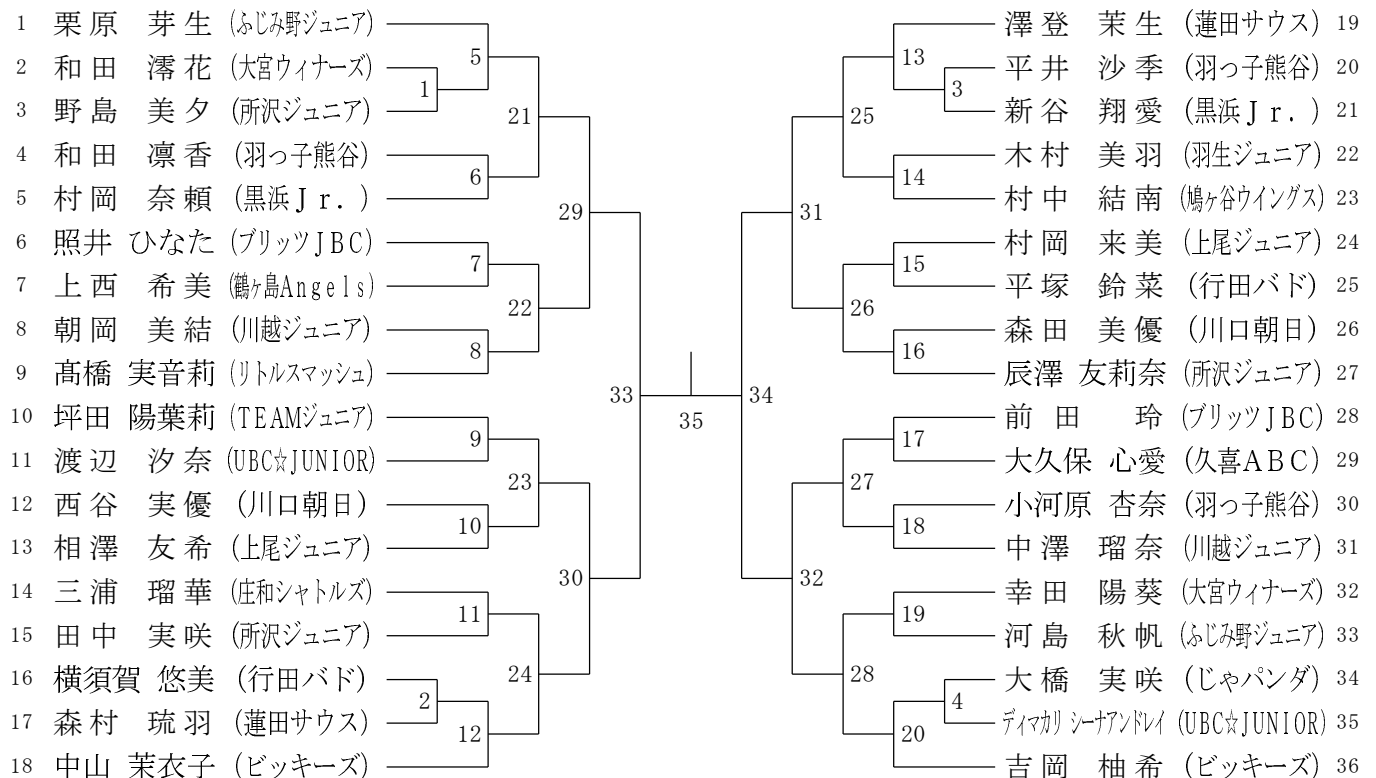 1 栗原 芽生 (ふじみ野ジュニア)
2 和田 澪花 (大宮ウィナーズ)
3 野島 美夕 (所沢ジュニア)
4 和田 凛香 (羽っ子熊谷)
5 村岡 奈頼 (黒浜Jr.)
6 照井 ひなた (ブリッツJBC)
7 上西 希美 (鶴ヶ島Angels)
8 朝岡 美結 (川越ジュニア)
9 髙橋 実音莉 (リトルスマッシュ)
10 坪田 陽葉莉 (TEAMジュニア)
11 渡辺 汐奈 (UBC☆JUNIOR)
12 西谷 実優 (川口朝日)
13 相澤 友希 (上尾ジュニア)
14 三浦 瑠華 (庄和シャトルズ)
15 田中 実咲 (所沢ジュニア)
16 横須賀 悠美 (行田バド)
17 森村 琉羽 (蓮田サウス)
18 中山 茉衣子 (ビッキーズ)
5
1
21
6
29
7
22
8
33
9
23
10
30
11
24
2
12
35
34
13
3
25
14
31
15
26
16
17
27
18
32
19
28
4
20
澤登 茉生 (蓮田サウス) 19
平井 沙季 (羽っ子熊谷) 20
新谷 翔愛 (黒浜Jr.) 21
木村 美羽 (羽生ジュニア) 22
村中 結南 (鳩ヶ谷ウイングス) 23
村岡 来美 (上尾ジュニア) 24
平塚 鈴菜 (行田バド) 25
森田 美優 (川口朝日) 26
辰澤 友莉奈 (所沢ジュニア) 27
前田 玲 (ブリッツJBC) 28
大久保 心愛 (久喜ABC) 29
小河原 杏奈 (羽っ子熊谷) 30
中澤 瑠奈 (川越ジュニア) 31
幸田 陽葵 (大宮ウィナーズ) 32
河島 秋帆 (ふじみ野ジュニア) 33
大橋 実咲 (じゃパンダ) 34
ディマカリ シーナアンドレイ (UBC☆JUNIOR) 35
吉岡 柚希 (ビッキーズ) 36